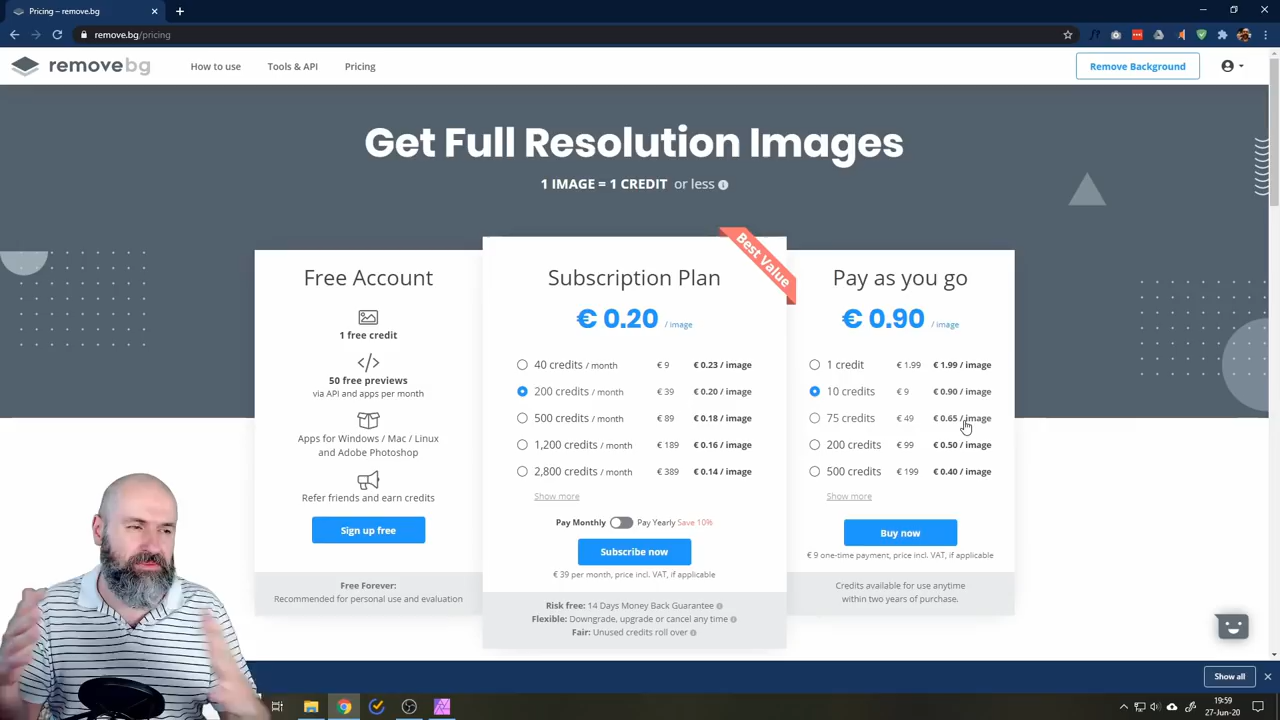 Pricing -
remove.bg/pricing
removebg
How to use
Tools & API
Pricing
Remove Background
Get Full Resolution Images
1 IMAGE = 1 CREDIT or less
Free Account
1 free credit
50 free previews
via API and apps per month
Apps for Windows / Mac / Linux
and Adobe Photoshop
Refer friends and earn credits
Sign up free
Free Forever:
Recommended for personal use and evaluation
Best Value
Subscription Plan
€ 0.20 / image
40 credits / month € 9 € 0.23 / image
200 credits / month € 39 € 0.20 / image
500 credits / month € 89 € 0.18 / image
1,200 credits / month € 189 € 0.16 / image
2,800 credits / month € 389 € 0.14 / image
Show more
Pay Monthly Pay Yearly Save 10%
Subscribe now
€ 39 per month, price incl. VAT, if applicable
Risk free: 14 Days Money Back Guarantee
Flexible: Downgrade, upgrade or cancel any time
Fair: Unused credits roll over
Pay as you go
€ 0.90 / image
1 credit € 1.99 € 1.99 / image
10 credits € 9 € 0.90 / image
75 credits € 49 € 0.65 / image
200 credits € 99 € 0.50 / image
500 credits € 199 € 0.40 / image
Show more
Buy now
€ 9 one-time payment, price incl. VAT, if applicable
Credits available for use anytime
within two years of purchase.
Show all
19:59
27-Jun-20